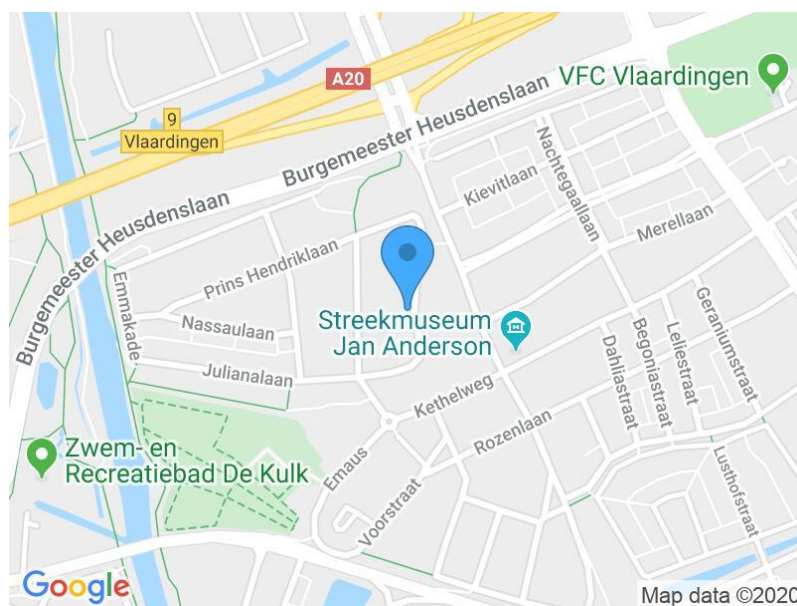 A20
VFC Vlaardingen
9
Vlaardingen
Burgemeester Heusdenslaan
Nachtegaallaan
Kievitlaan
Merellaan
Prins Hendriklaan
Emmakade
Burgemeester Heusdenslaan
Nassaulaan
Streekmuseum
Jan Anderson
Geraniumstraat
Leliestraat
Begoniastraat
Dahliastraat
Julianalaan
Kethelweg
Rozenlaan
Zwem- en
Recreatiebad De Kulk
Emaus
Voorstraat
Lusthofstraat
Google
Map data ©2020